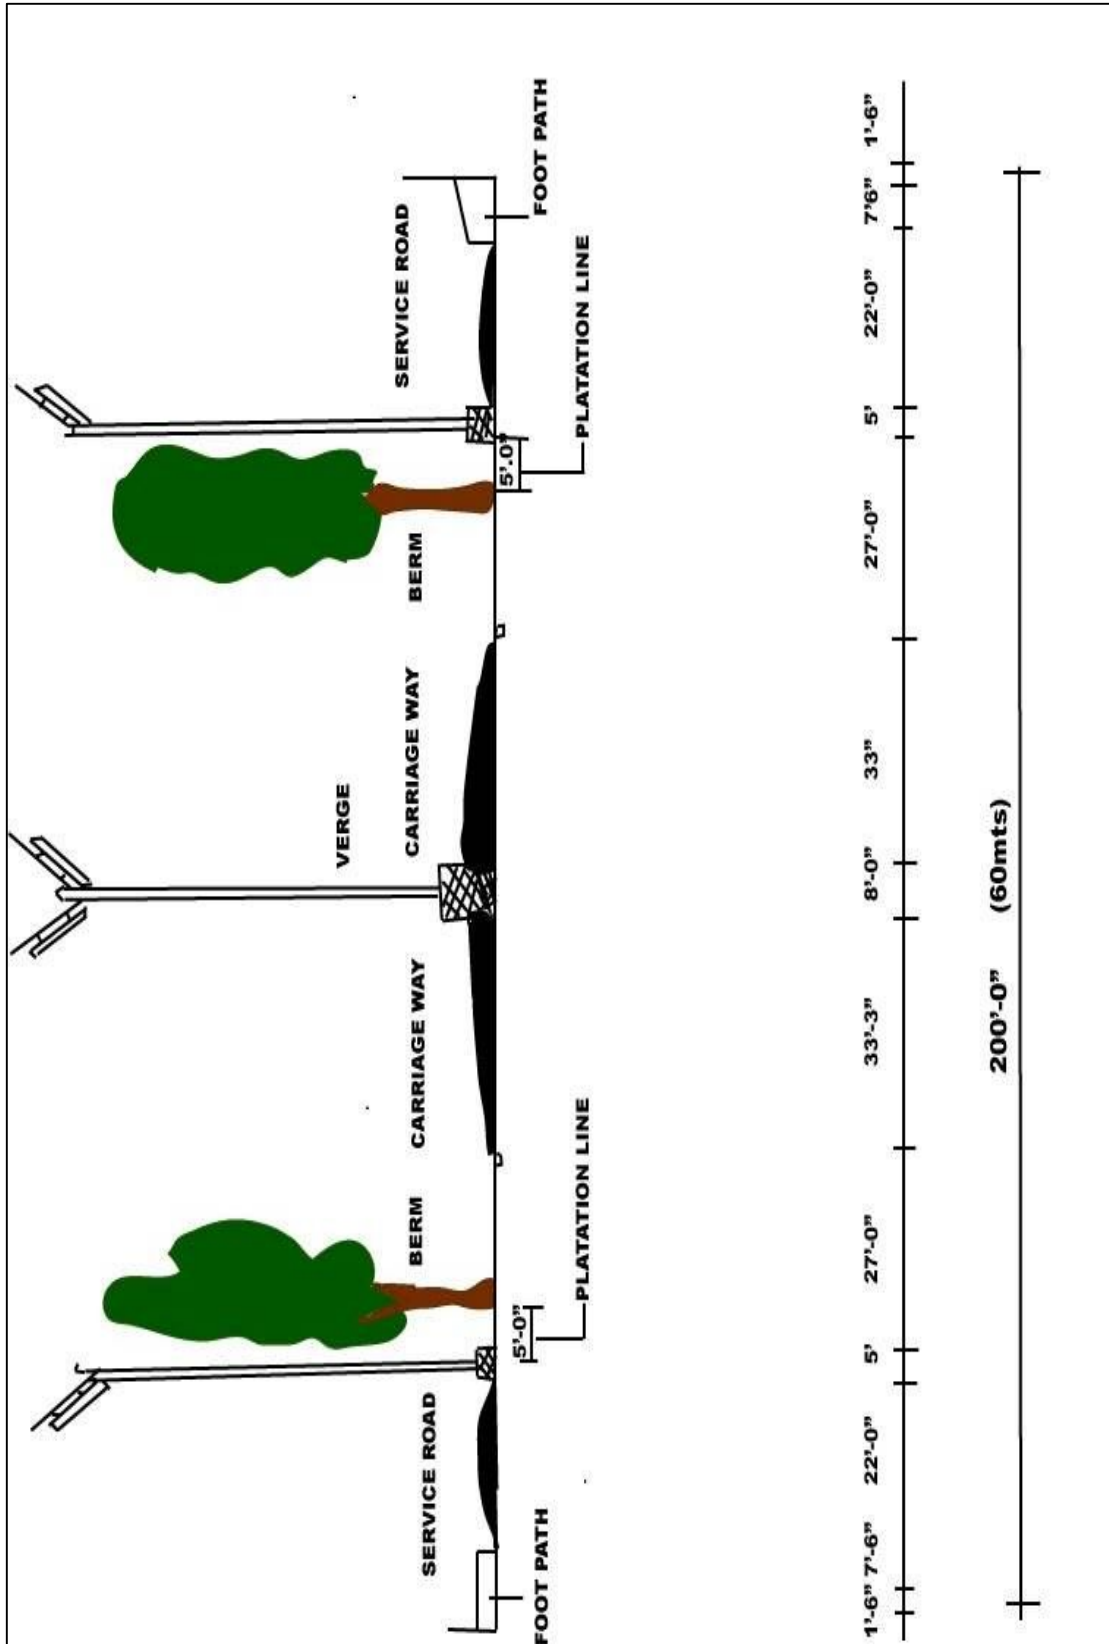 VERGE
SERVICE ROAD
BERM
CARRIAGE WAY
CARRIAGE WAY
BERM
SERVICE ROAD
5'-0"
5'.0"
FOOT PATH
PLATATION LINE
PLATATION LINE
FOOT PATH
1'-6" 7'-6" 22'-0" 5' 27'-0" 33'-3" 8'-0" 33" 27'-0" 5' 22'-0" 7'6" 1'-6"
200'-0" (60mts)